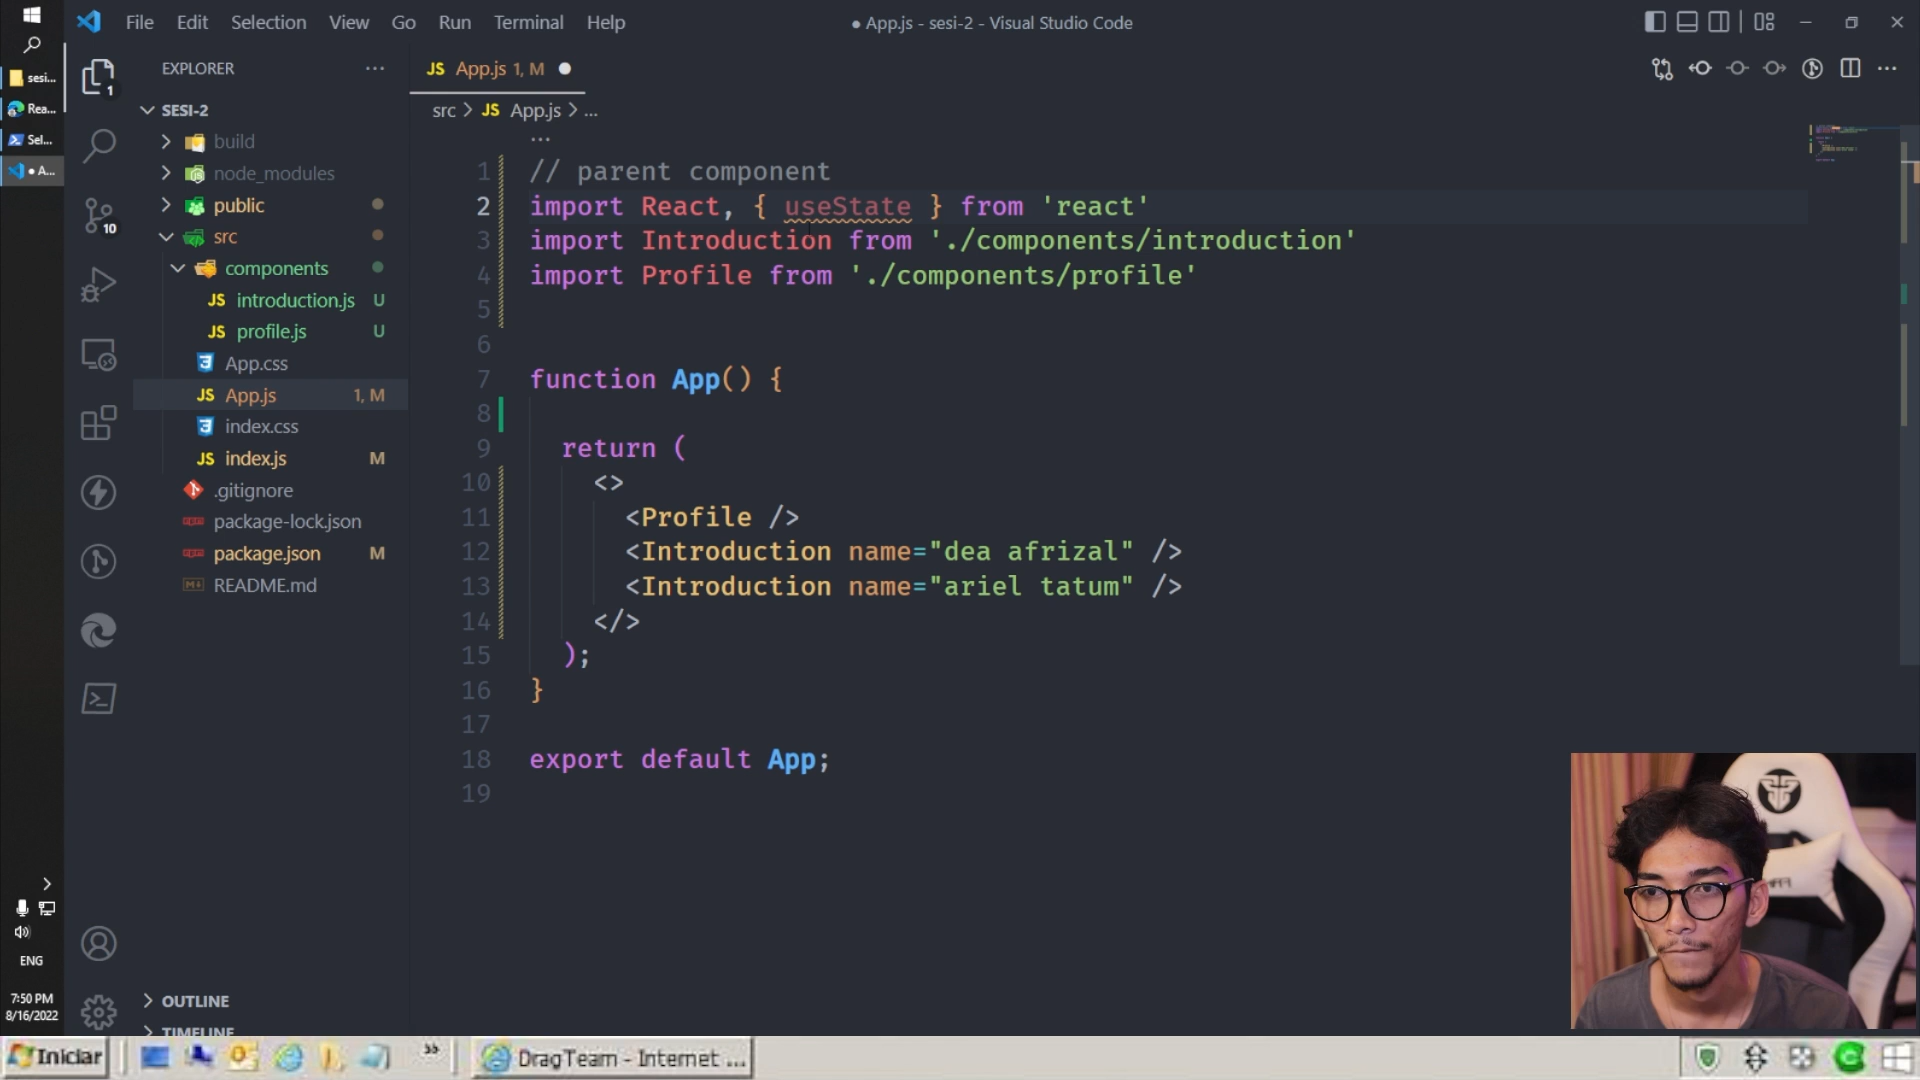 File Edit Selection View Go Run Terminal Help
● App.js - sesi-2 - Visual Studio Code
sesi...
Rea...
Sel...
● A...
EXPLORER
1
SESI-2
build
node_modules
public
src
10
components
introduction.js U
profile.js U
App.css
App.js 1, M
index.css
index.js M
.gitignore
package-lock.json
package.json M
README.md
OUTLINE
TIMELINE
JS App.js 1, M ●
src > JS App.js > ...
1 // parent component
2 import React, { useState } from 'react'
3 import Introduction from './components/introduction'
4 import Profile from './components/profile'
5
6
7 function App() {
8
9 return (
10 <>
11 <Profile />
12 <Introduction name="dea afrizal" />
13 <Introduction name="ariel tatum" />
14 </>
15 );
16 }
17
18 export default App;
19
ENG
7:50 PM
8/16/2022
Iniciar
DragTeam - Internet ...